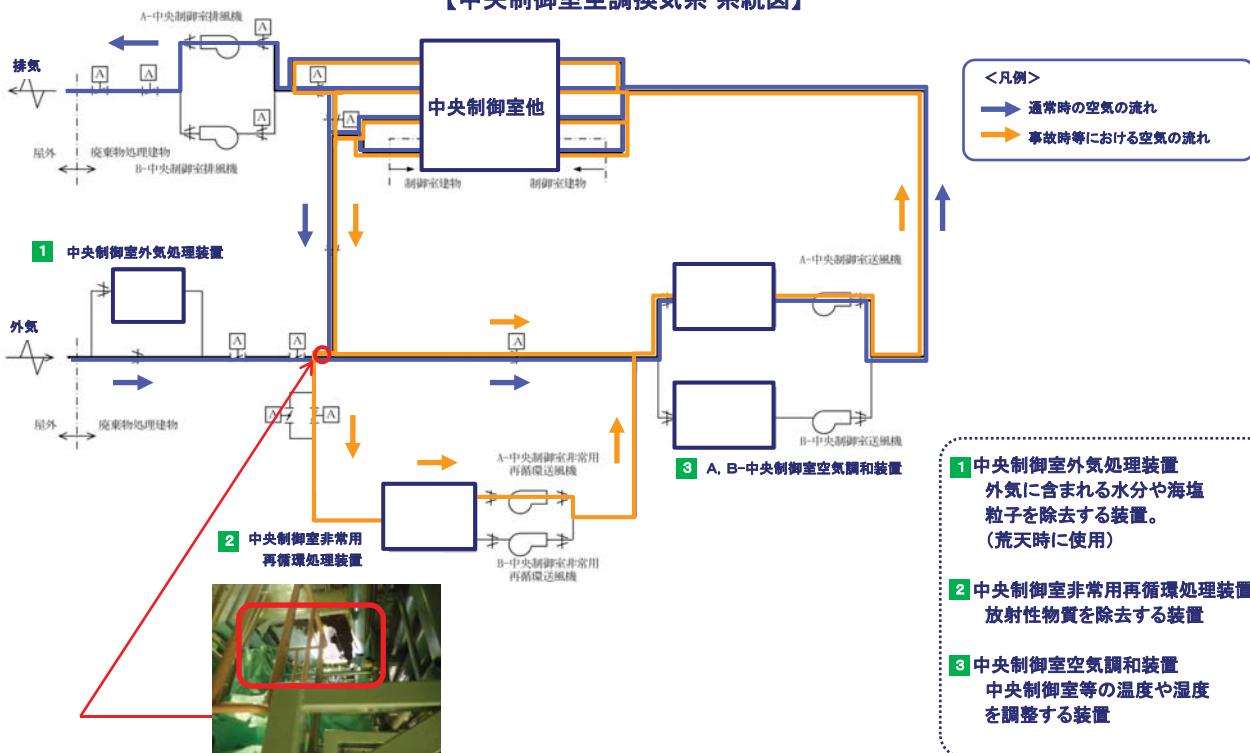 【中央制御室空調換気系 系統図】
A-中央制御室排風機
A
排気
A
A
A
中央制御室他
A
A
屋外
廃棄物処理建物
B-中央制御室排風機
制御室建物
制御室建物
<凡例>
通常時の空気の流れ
事故時等における空気の流れ
1 中央制御室外気処理装置
A-中央制御室送風機
外気
A
A
A
屋外
廃棄物処理建物
A
A
B-中央制御室送風機
A-中央制御室非常用
再循環送風機
3 A, B-中央制御室空気調和装置
2 中央制御室非常用
再循環処理装置
B-中央制御室非常用
再循環送風機
1 中央制御室外気処理装置
外気に含まれる水分や海塩
粒子を除去する装置。
(荒天時に使用)
2 中央制御室非常用再循環処理装置
放射性物質を除去する装置
3 中央制御室空気調和装置
中央制御室等の温度や湿度
を調整する装置